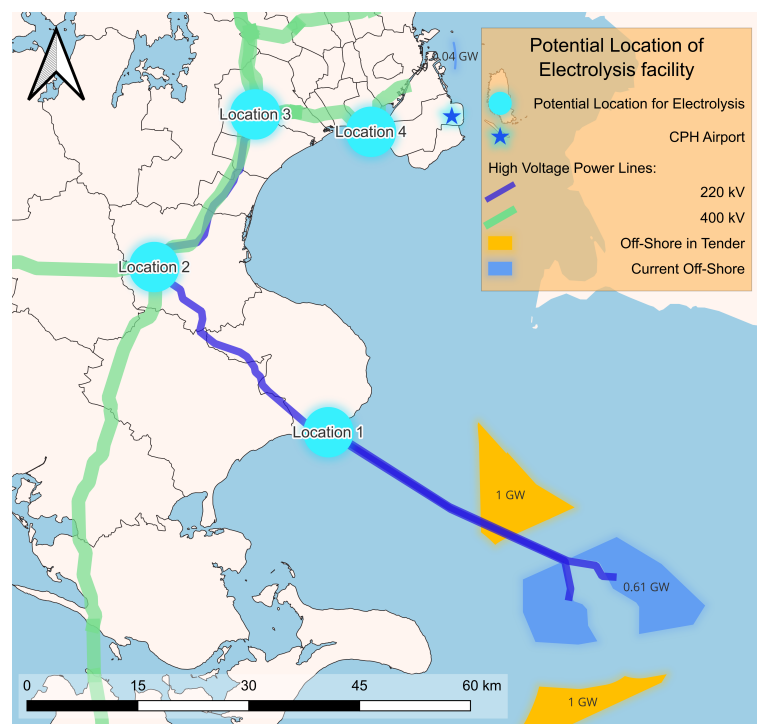 Potential Location of
Electrolysis facility
Potential Location for Electrolysis
CPH Airport
High Voltage Power Lines:
220 kV
400 kV
Off-Shore in Tender
Current Off-Shore
0.04 GW
Location 3
Location 4
Location 2
Location 1
1 GW
0.61 GW
1 GW
0 15 30 45 60 km